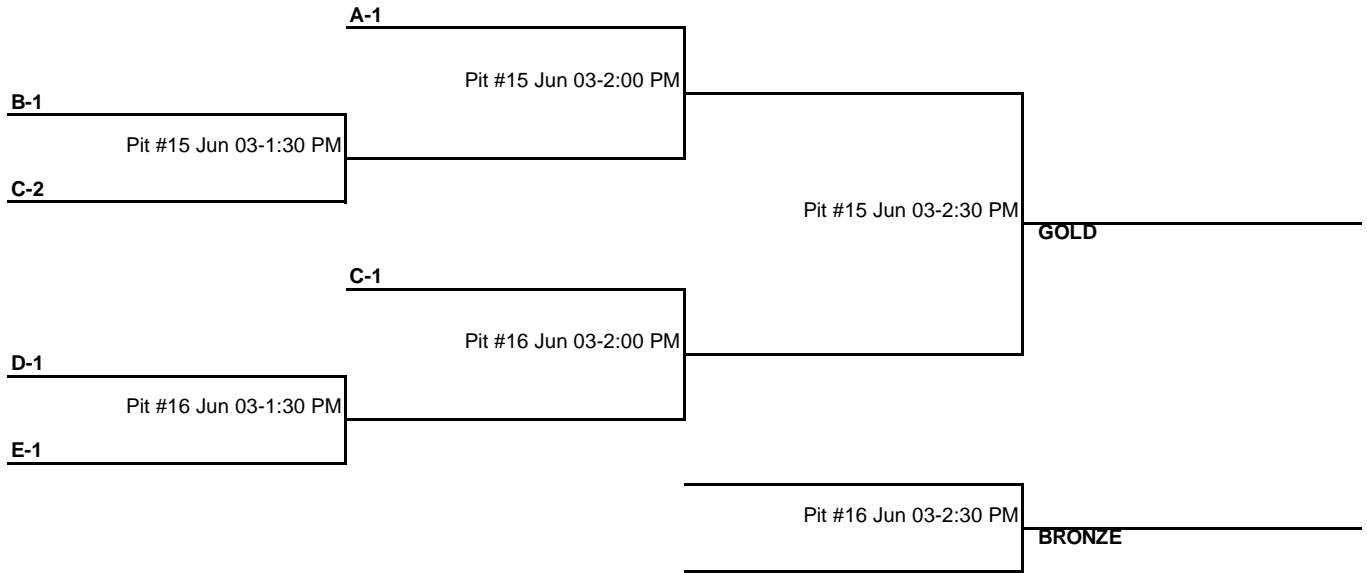 A-1
Pit #15 Jun 03-2:00 PM
B-1
Pit #15 Jun 03-1:30 PM
C-2
Pit #15 Jun 03-2:30 PM
GOLD
C-1
Pit #16 Jun 03-2:00 PM
D-1
Pit #16 Jun 03-1:30 PM
E-1
Pit #16 Jun 03-2:30 PM
BRONZE